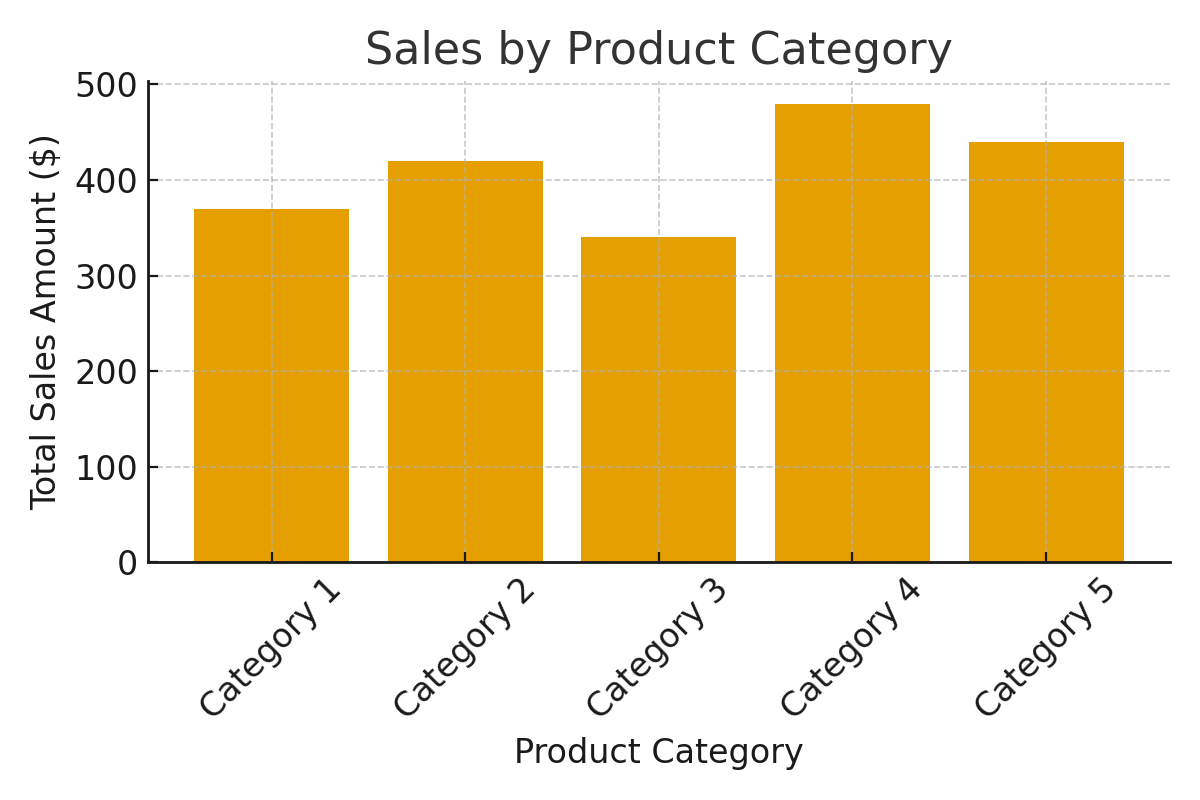 Sales by Product Category
Total Sales Amount ($)
500
400
300
200
100
0
Category 1
Category 2
Category 3
Category 4
Category 5
Product Category